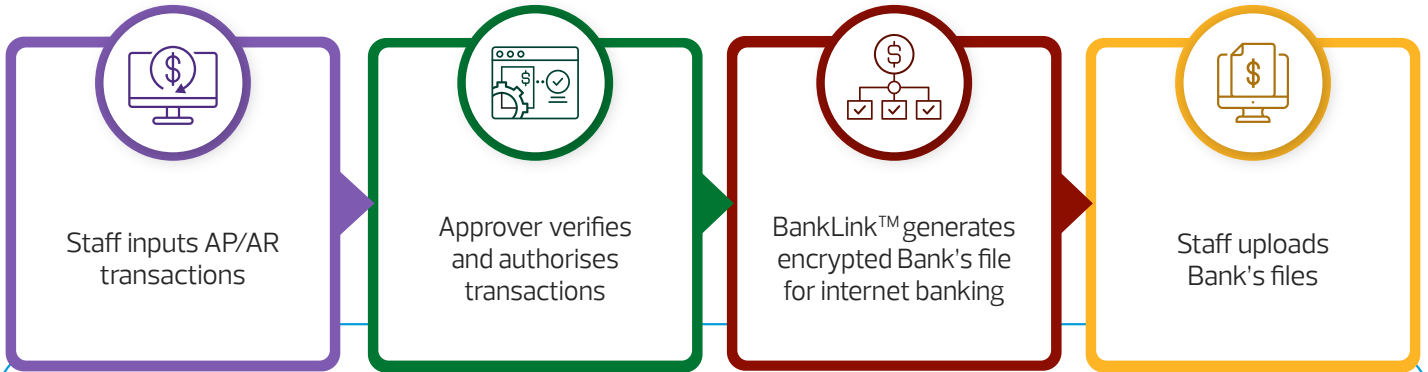 Staff inputs AP/AR
transactions
Approver verifies
and authorises
transactions
BankLink™ generates
encrypted Bank's file
for internet banking
Staff uploads
Bank's files